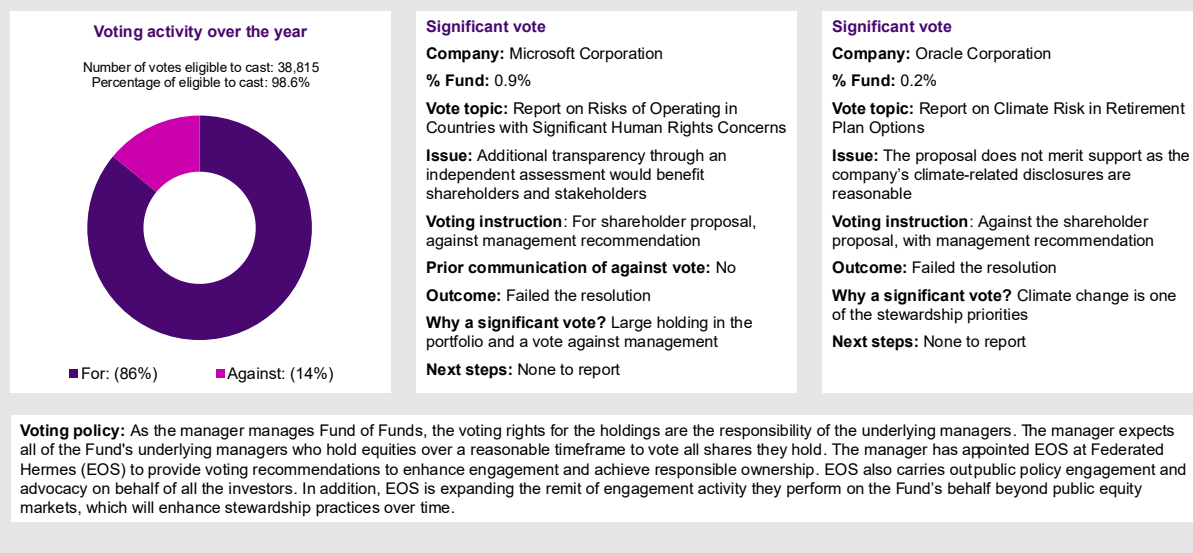 Voting activity over the year
Number of votes eligible to cast: 38,815
Percentage of eligible to cast: 98.6%
For: (86%)
Against: (14%)
Significant vote
Company: Microsoft Corporation
% Fund: 0.9%
Vote topic: Report on Risks of Operating in
Countries with Significant Human Rights Concerns
Issue: Additional transparency through an
independent assessment would benefit
shareholders and stakeholders
Voting instruction: For shareholder proposal,
against management recommendation
Prior communication of against vote: No
Outcome: Failed the resolution
Why a significant vote? Large holding in the
portfolio and a vote against management
Next steps: None to report
Significant vote
Company: Oracle Corporation
% Fund: 0.2%
Vote topic: Report on Climate Risk in Retirement
Plan Options
Issue: The proposal does not merit support as the
company’s climate-related disclosures are
reasonable
Voting instruction: Against the shareholder
proposal, with management recommendation
Outcome: Failed the resolution
Why a significant vote? Climate change is one
of the stewardship priorities
Next steps: None to report
Voting policy: As the manager manages Fund of Funds, the voting rights for the holdings are the responsibility of the underlying managers. The manager expects
all of the Fund's underlying managers who hold equities over a reasonable timeframe to vote all shares they hold. The manager has appointed EOS at Federated
Hermes (EOS) to provide voting recommendations to enhance engagement and achieve responsible ownership. EOS also carries outpublic policy engagement and
advocacy on behalf of all the investors. In addition, EOS is expanding the remit of engagement activity they perform on the Fund’s behalf beyond public equity
markets, which will enhance stewardship practices over time.